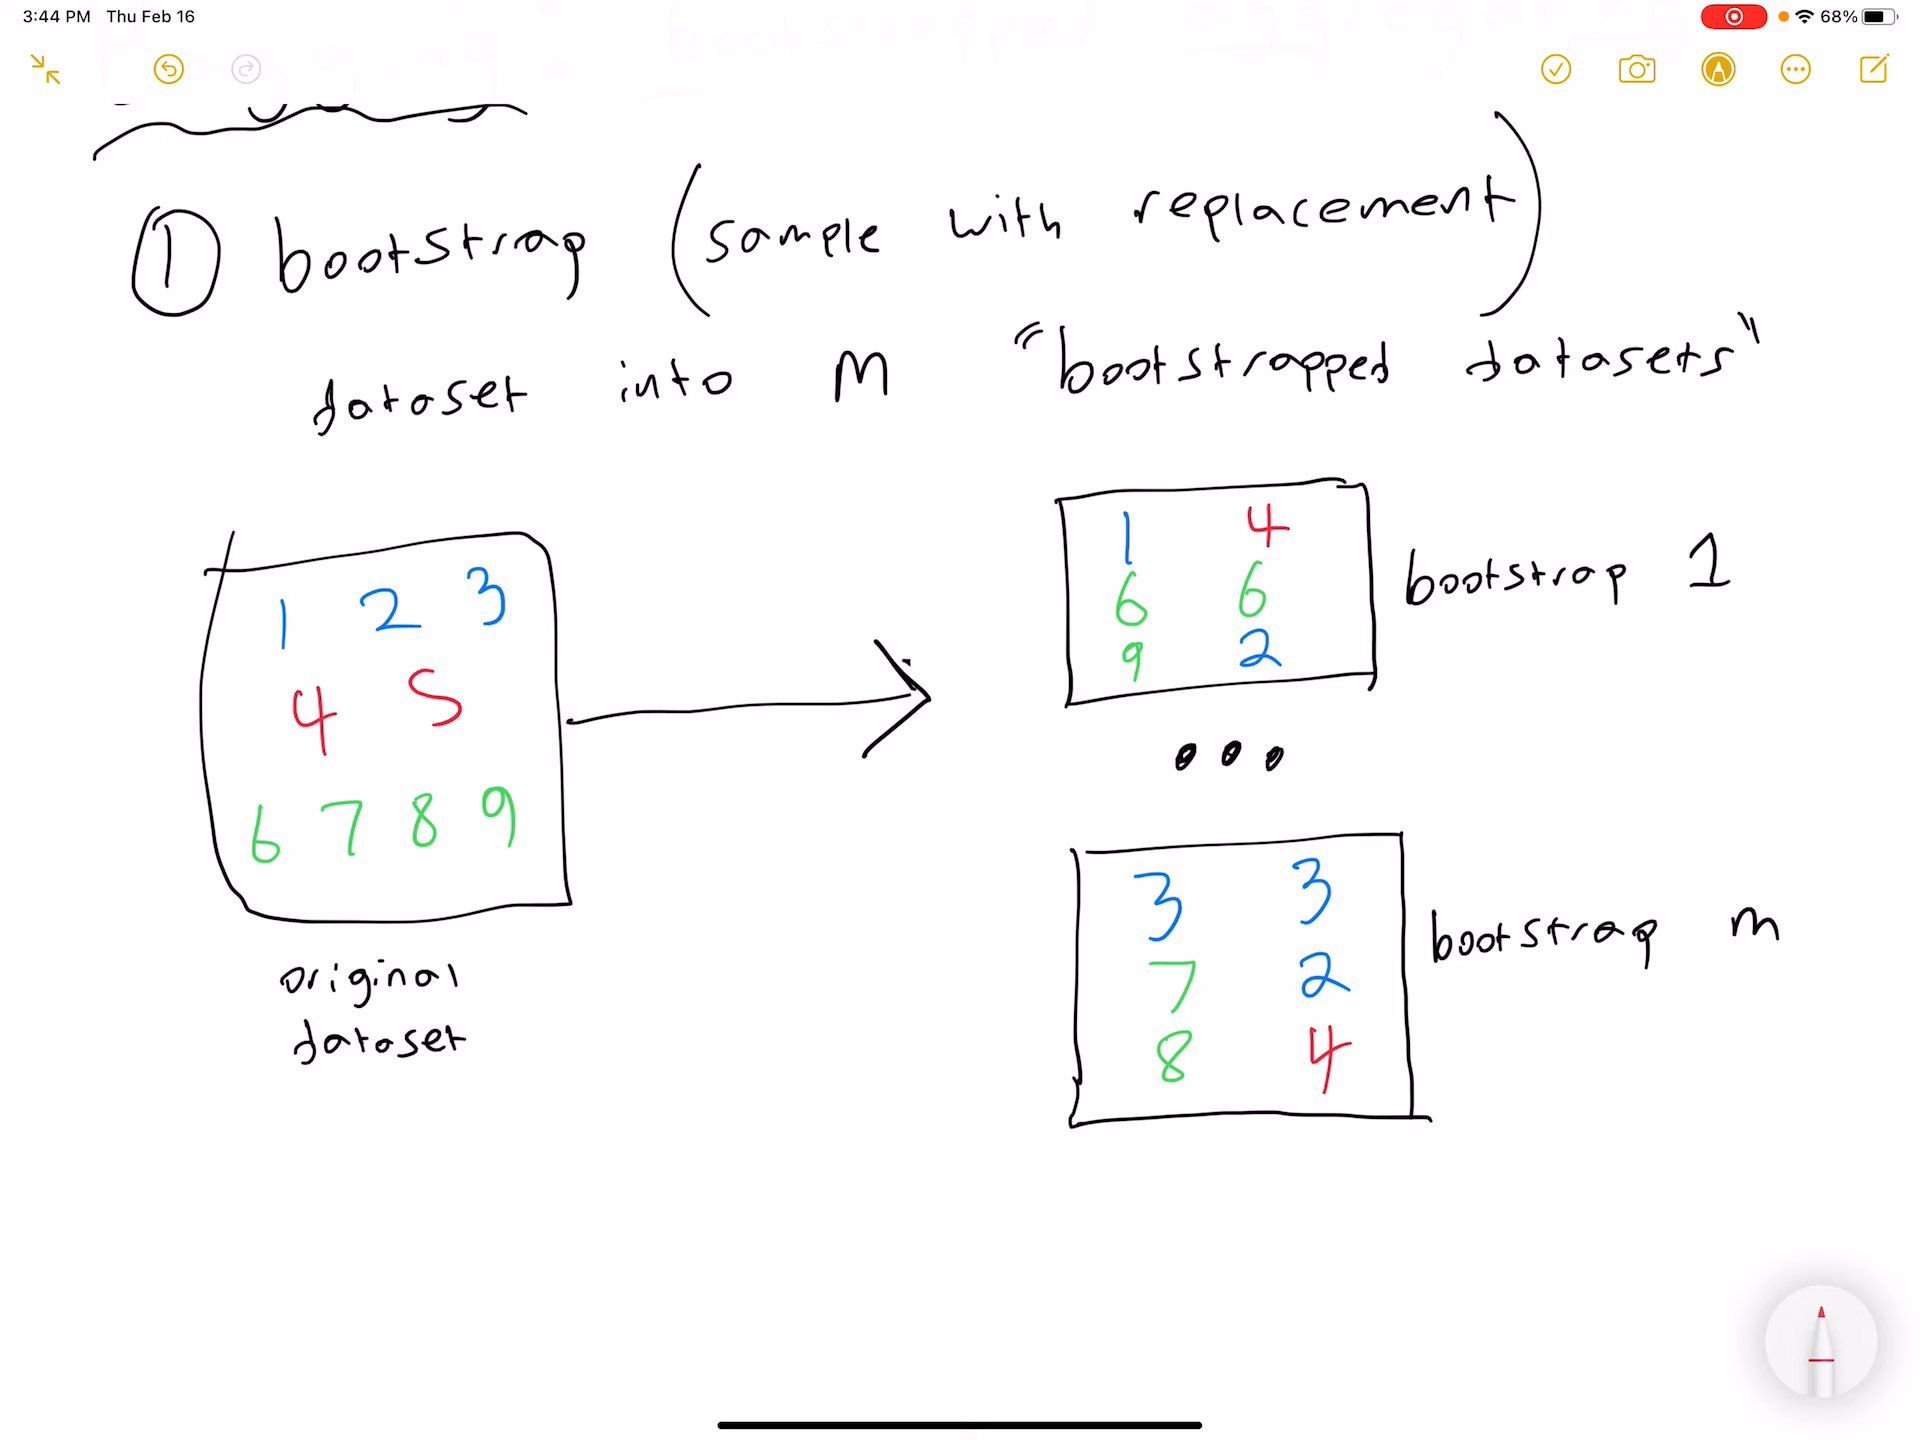 3:44 PM Thu Feb 16
68%
① bootstrap (sample with replacement)
dataset into M "bootstrapped datasets"
1 2 3
4 5
6 7 8 9
original
dataset
1 4
6 6
9 2
bootstrap 1
•••
3 3
7 2
8 4
bootstrap m